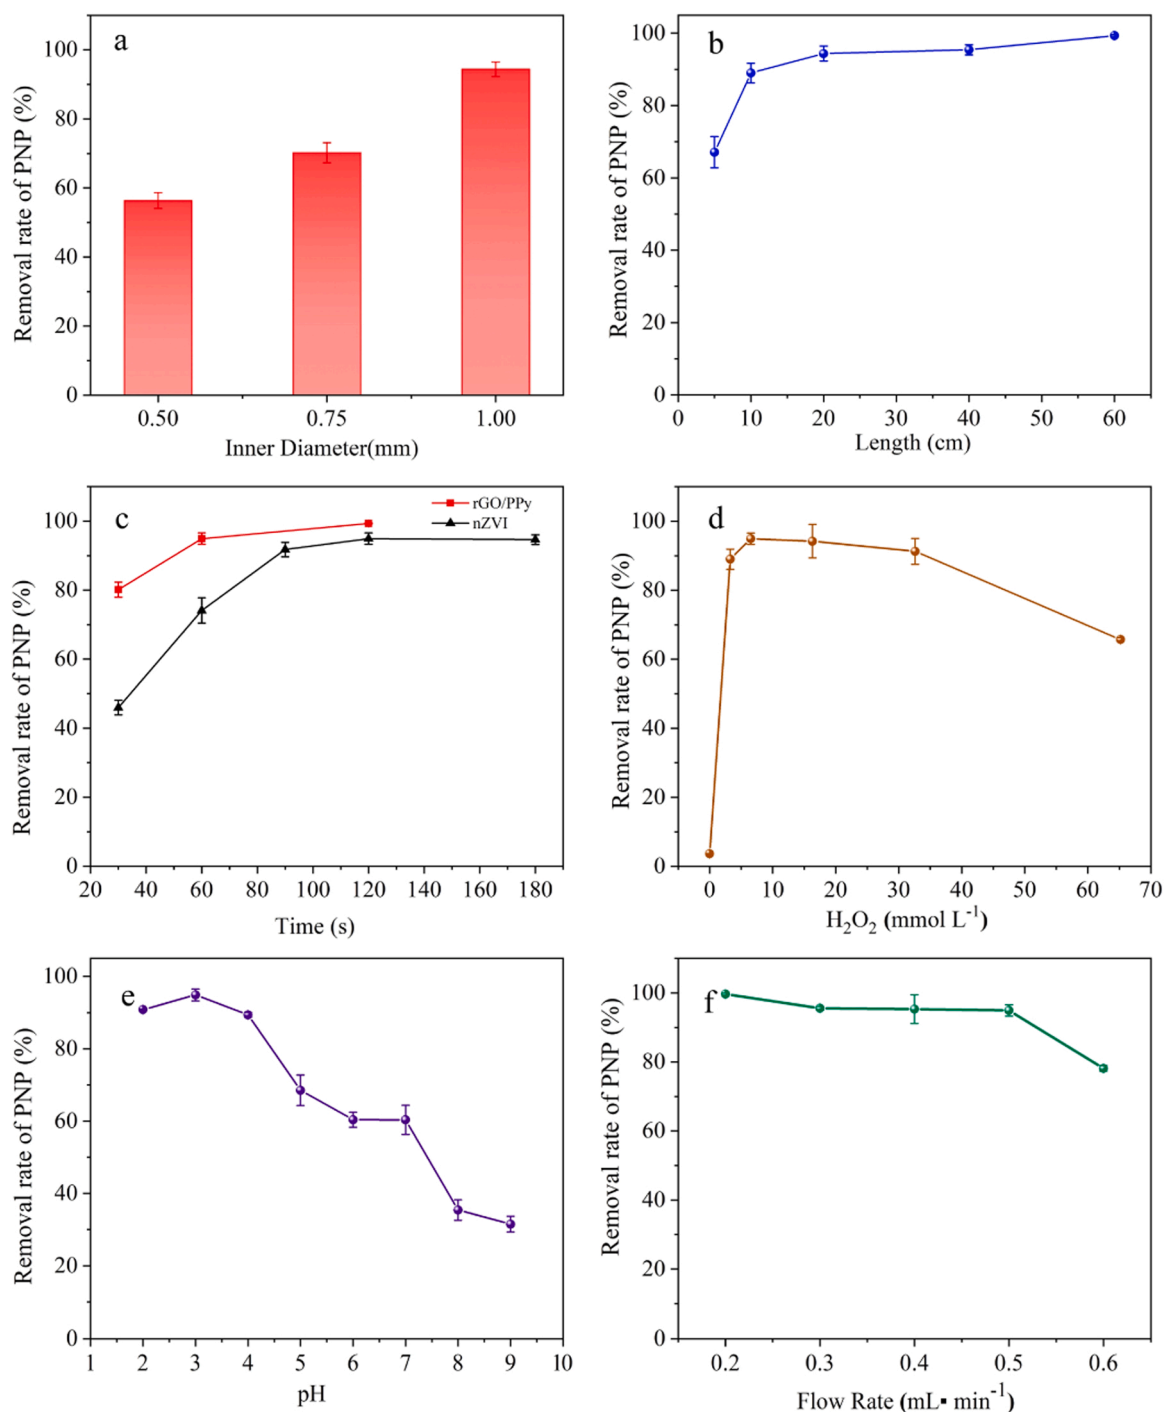 a
Removal rate of PNP (%)
100
80
60
40
20
0
0.50 0.75 1.00
Inner Diameter(mm)
b
Removal rate of PNP (%)
100
80
60
40
20
0
0 10 20 30 40 50 60
Length (cm)
c
rGO/PPy
nZVI
Removal rate of PNP (%)
100
80
60
40
20
0
20 40 60 80 100 120 140 160 180
Time (s)
d
Removal rate of PNP (%)
100
80
60
40
20
0
0 10 20 30 40 50 60 70
H₂O₂ (mmol L⁻¹)
e
Removal rate of PNP (%)
100
80
60
40
20
0
1 2 3 4 5 6 7 8 9 10
pH
f
Removal rate of PNP (%)
100
80
60
40
20
0
0.2 0.3 0.4 0.5 0.6
Flow Rate (mL▪ min⁻¹)